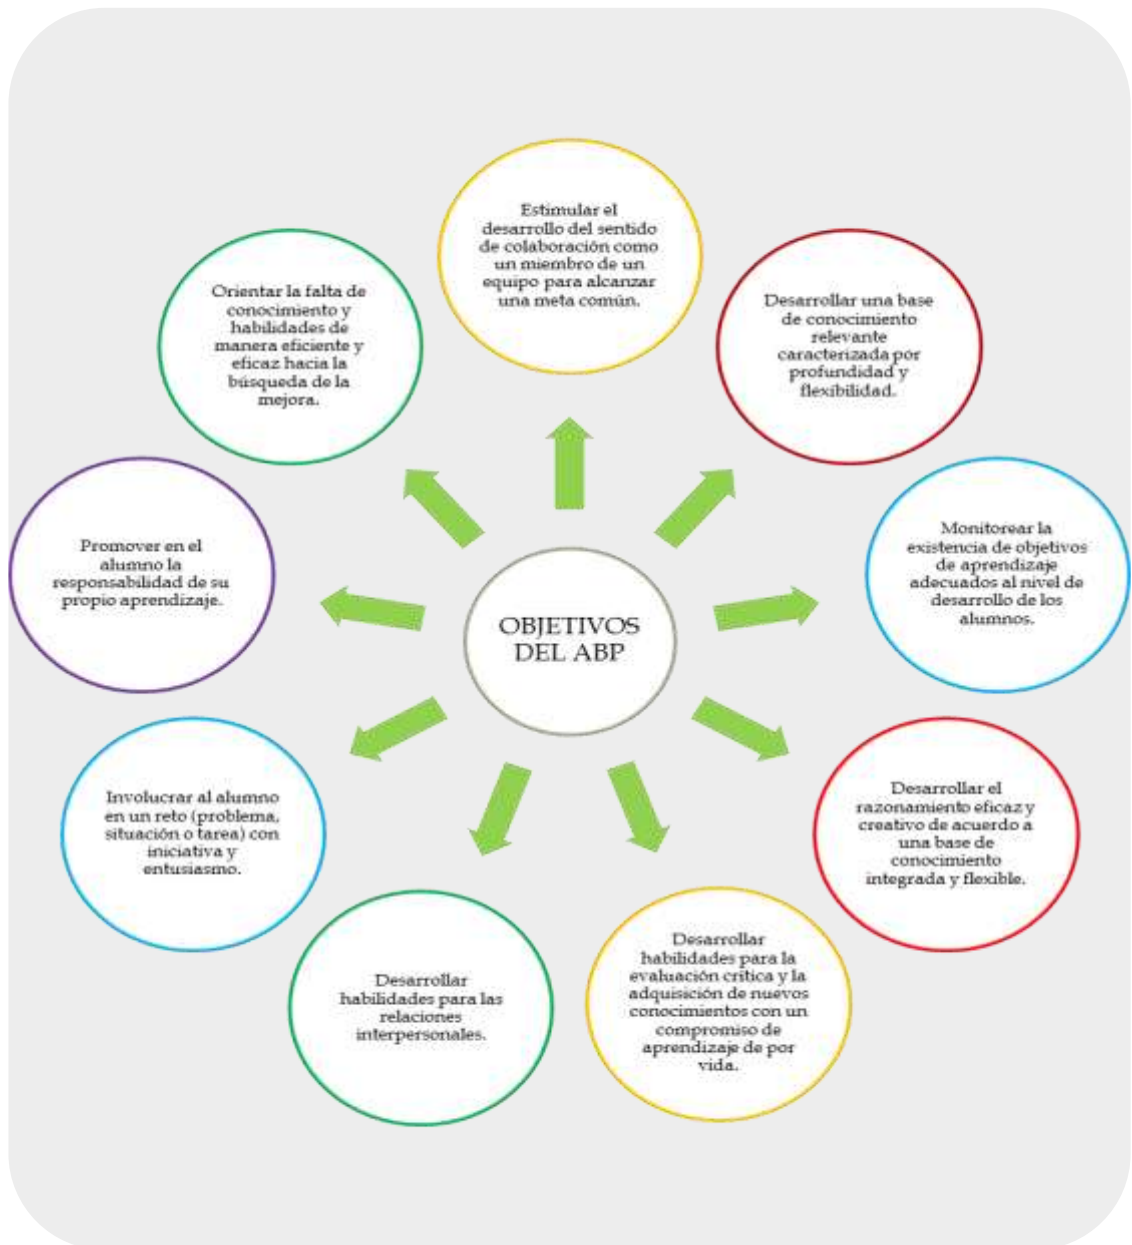 Estimular el
desarrollo del sentido
de colaboración como
un miembro de un
equipo para alcanzar
una meta común.
Desarrollar una base
de conocimiento
relevante
caracterizada por
profundidad y
flexibilidad.
Monitorear la
existencia de objetivos
de aprendizaje
adecuados al nivel de
desarrollo de los
alumnos.
Desarrollar el
razonamiento eficaz y
creativo de acuerdo a
una base de
conocimiento
integrada y flexible.
Desarrollar
habilidades para la
evaluación crítica y la
adquisición de nuevos
conocimientos con un
compromiso de
aprendizaje de por
vida.
Desarrollar
habilidades para las
relaciones
interpersonales.
Involucrar al alumno
en un reto (problema,
situación o tarea) con
iniciativa y
entusiasmo.
Promover en el
alumno la
responsabilidad de su
propio aprendizaje.
Orientar la falta de
conocimiento y
habilidades de
manera eficiente y
eficaz hacia la
búsqueda de la
mejora.
OBJETIVOS
DEL ABP